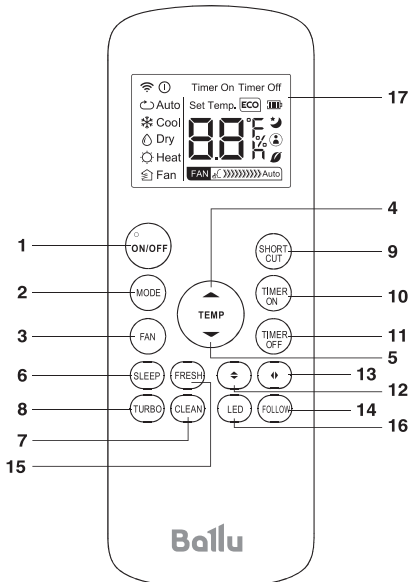 Timer On Timer Off
17
Auto
Set Temp. ECO
Cool
88 °F
%
h
Dry
Heat
Fan
FAN Auto
4
1
ON/OFF
SHORT
CUT
9
2
MODE
TEMP
TIMER
ON
10
3
FAN
TIMER
OFF
11
5
6
SLEEP
FRESH
13
12
8
TURBO
CLEAN
LED
FOLLOW
14
7
16
15
Ballu